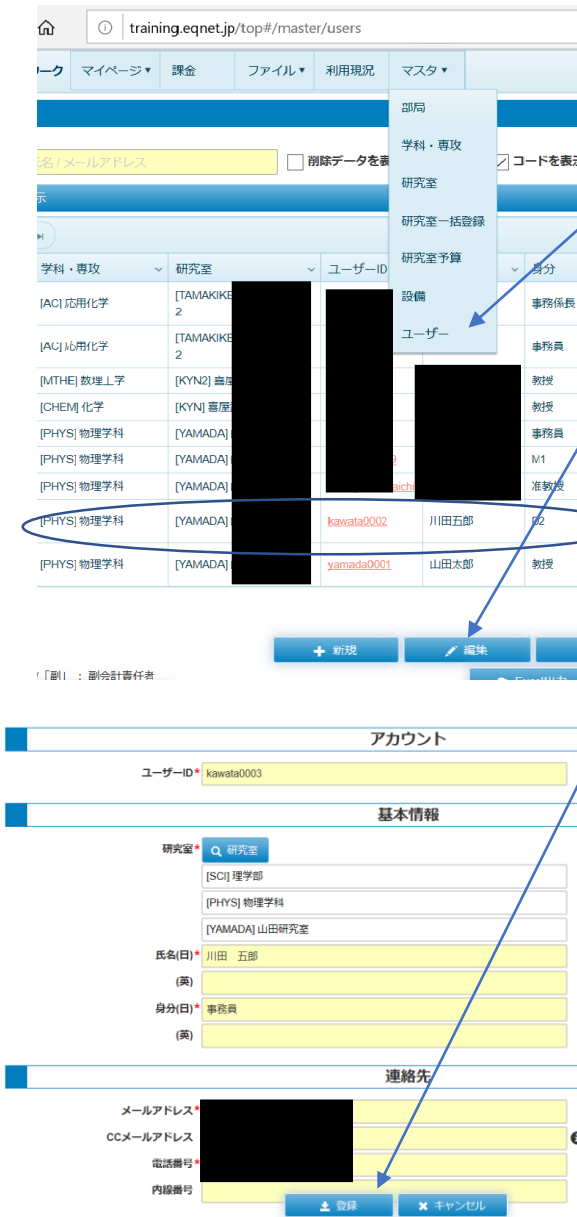 training.eqnet.jp/top#/master/users
ーク マイページ▼ 課金 ファイル▼ 利用現況 マスタ▼
部局
氏名 / メールアドレス 削除データを表 コードを表示
学科・専攻
示
研究室
研究室一括登録
研究室予算
設備
ユーザー
学科・専攻 研究室 ユーザーID 身分
[AC] 応用化学 [TAMAKIKE 2 事務係長
[AC] 応用化学 [TAMAKIKE 2 事務員
[MTHE] 数理工学 [KYN2] 喜屋 教授
[CHEM] 化学 [KYN] 喜屋 教授
[PHYS] 物理学科 [YAMADA] 事務員
[PHYS] 物理学科 [YAMADA] M1
[PHYS] 物理学科 [YAMADA] aichi 准教授
[PHYS] 物理学科 [YAMADA] kawata0002 川田五郎 D2
[PHYS] 物理学科 [YAMADA] yamada0001 山田太郎 教授
新規 編集
「副」 : 副会計責任者 Excel出力
アカウント
ユーザーID* kawata0003
基本情報
研究室* 研究室
[SCI] 理学部
[PHYS] 物理学科
[YAMADA] 山田研究室
氏名(日)* 川田 五郎
(英)
身分(日)* 事務員
(英)
連絡先
メールアドレス*
CCメールアドレス
電話番号*
内線番号
登録 キャンセル